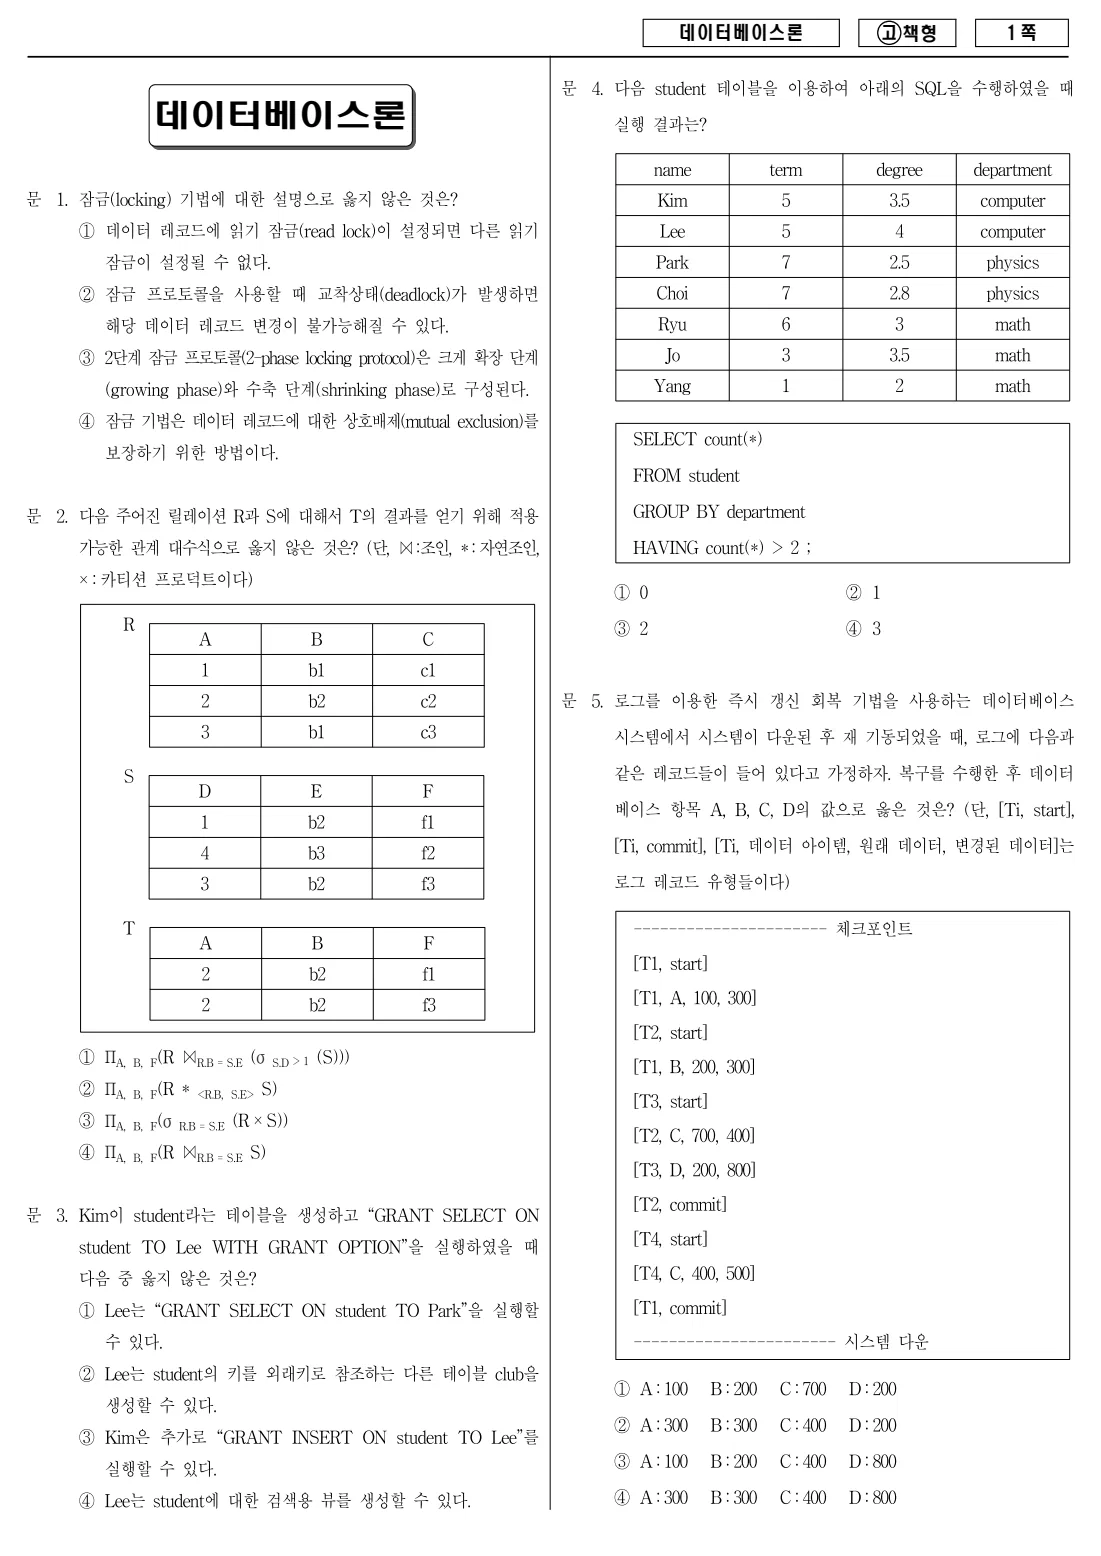 데이터베이스론 고책형 1쪽
데이터베이스론
문 1. 잠금(locking) 기법에 대한 설명으로 옳지 않은 것은?
① 데이터 레코드에 읽기 잠금(read lock)이 설정되면 다른 읽기
잠금이 설정될 수 없다.
② 잠금 프로토콜을 사용할 때 교착상태(deadlock)가 발생하면
해당 데이터 레코드 변경이 불가능해질 수 있다.
③ 2단계 잠금 프로토콜(2-phase locking protocol)은 크게 확장 단계
(growing phase)와 수축 단계(shrinking phase)로 구성된다.
④ 잠금 기법은 데이터 레코드에 대한 상호배제(mutual exclusion)를
보장하기 위한 방법이다.
문 2. 다음 주어진 릴레이션 R과 S에 대해서 T의 결과를 얻기 위해 적용
가능한 관계 대수식으로 옳지 않은 것은? (단, ⋈:조인, *:자연조인,
×:카티션 프로덕트이다)
R
A B C
1 b1 c1
2 b2 c2
3 b1 c3
S
D E F
1 b2 f1
4 b3 f2
3 b2 f3
T
A B F
2 b2 f1
2 b2 f3
① Π A, B, F(R ⋈ R.B = S.E (σ S.D > 1 (S)))
② Π A, B, F(R * <R.B, S.E> S)
③ Π A, B, F(σ R.B = S.E (R × S))
④ Π A, B, F(R ⋈ R.B = S.E S)
문 3. Kim이 student라는 테이블을 생성하고 “GRANT SELECT ON
student TO Lee WITH GRANT OPTION”을 실행하였을 때
다음 중 옳지 않은 것은?
① Lee는 “GRANT SELECT ON student TO Park”을 실행할
수 있다.
② Lee는 student의 키를 외래키로 참조하는 다른 테이블 club을
생성할 수 있다.
③ Kim은 추가로 “GRANT INSERT ON student TO Lee”를
실행할 수 있다.
④ Lee는 student에 대한 검색용 뷰를 생성할 수 있다.
문 4. 다음 student 테이블을 이용하여 아래의 SQL을 수행하였을 때
실행 결과는?
name term degree department
Kim 5 3.5 computer
Lee 5 4 computer
Park 7 2.5 physics
Choi 7 2.8 physics
Ryu 6 3 math
Jo 3 3.5 math
Yang 1 2 math
SELECT count(*)
FROM student
GROUP BY department
HAVING count(*) > 2 ;
① 0 ② 1
③ 2 ④ 3
문 5. 로그를 이용한 즉시 갱신 회복 기법을 사용하는 데이터베이스
시스템에서 시스템이 다운된 후 재 기동되었을 때, 로그에 다음과
같은 레코드들이 들어 있다고 가정하자. 복구를 수행한 후 데이터
베이스 항목 A, B, C, D의 값으로 옳은 것은? (단, [Ti, start],
[Ti, commit], [Ti, 데이터 아이템, 원래 데이터, 변경된 데이터]는
로그 레코드 유형들이다)
---------------------- 체크포인트
[T1, start]
[T1, A, 100, 300]
[T2, start]
[T1, B, 200, 300]
[T3, start]
[T2, C, 700, 400]
[T3, D, 200, 800]
[T2, commit]
[T4, start]
[T4, C, 400, 500]
[T1, commit]
----------------------- 시스템 다운
① A:100 B:200 C:700 D:200
② A:300 B:300 C:400 D:200
③ A:100 B:200 C:400 D:800
④ A:300 B:300 C:400 D:800